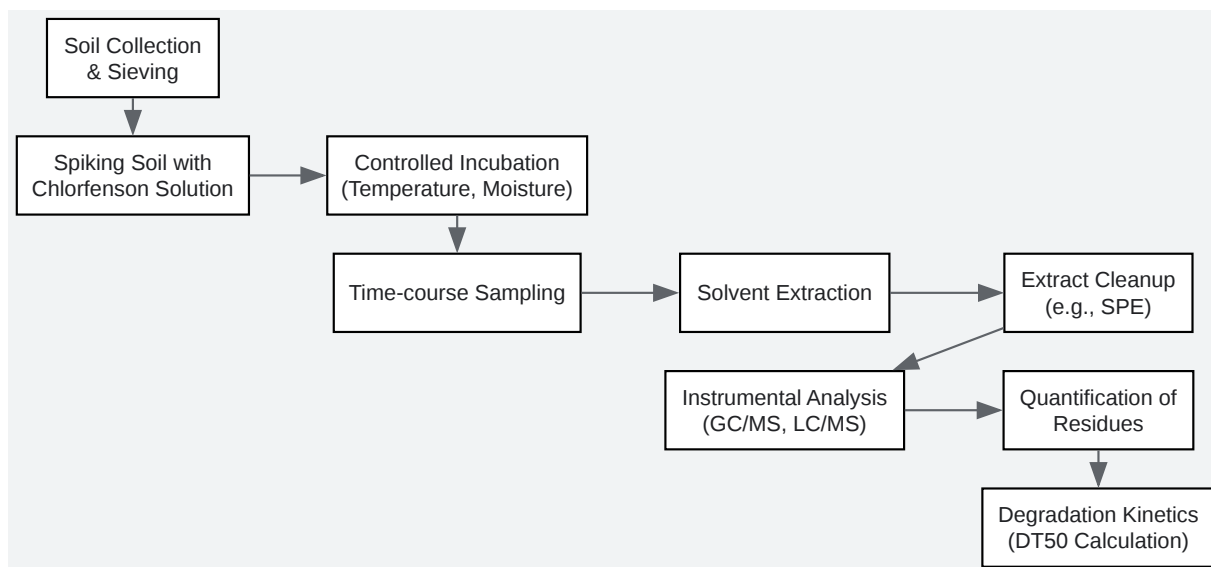 Soil Collection
& Sieving
Spiking Soil with
Chlorfenson Solution
Controlled Incubation
(Temperature, Moisture)
Time-course Sampling
Solvent Extraction
Extract Cleanup
(e.g., SPE)
Instrumental Analysis
(GC/MS, LC/MS)
Quantification of
Residues
Degradation Kinetics
(DT50 Calculation)